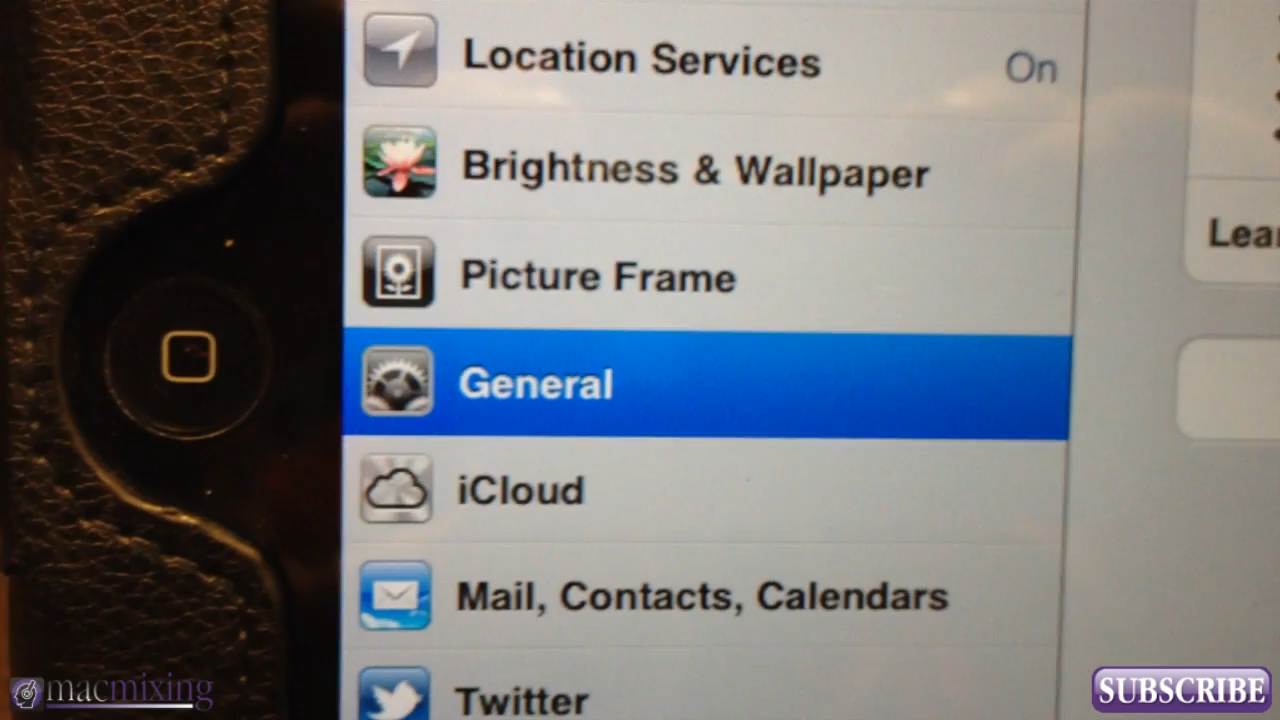 Location Services On
Brightness & Wallpaper
Picture Frame
Lear
General
iCloud
Mail, Contacts, Calendars
Twitter
macmixing
SUBSCRIBE